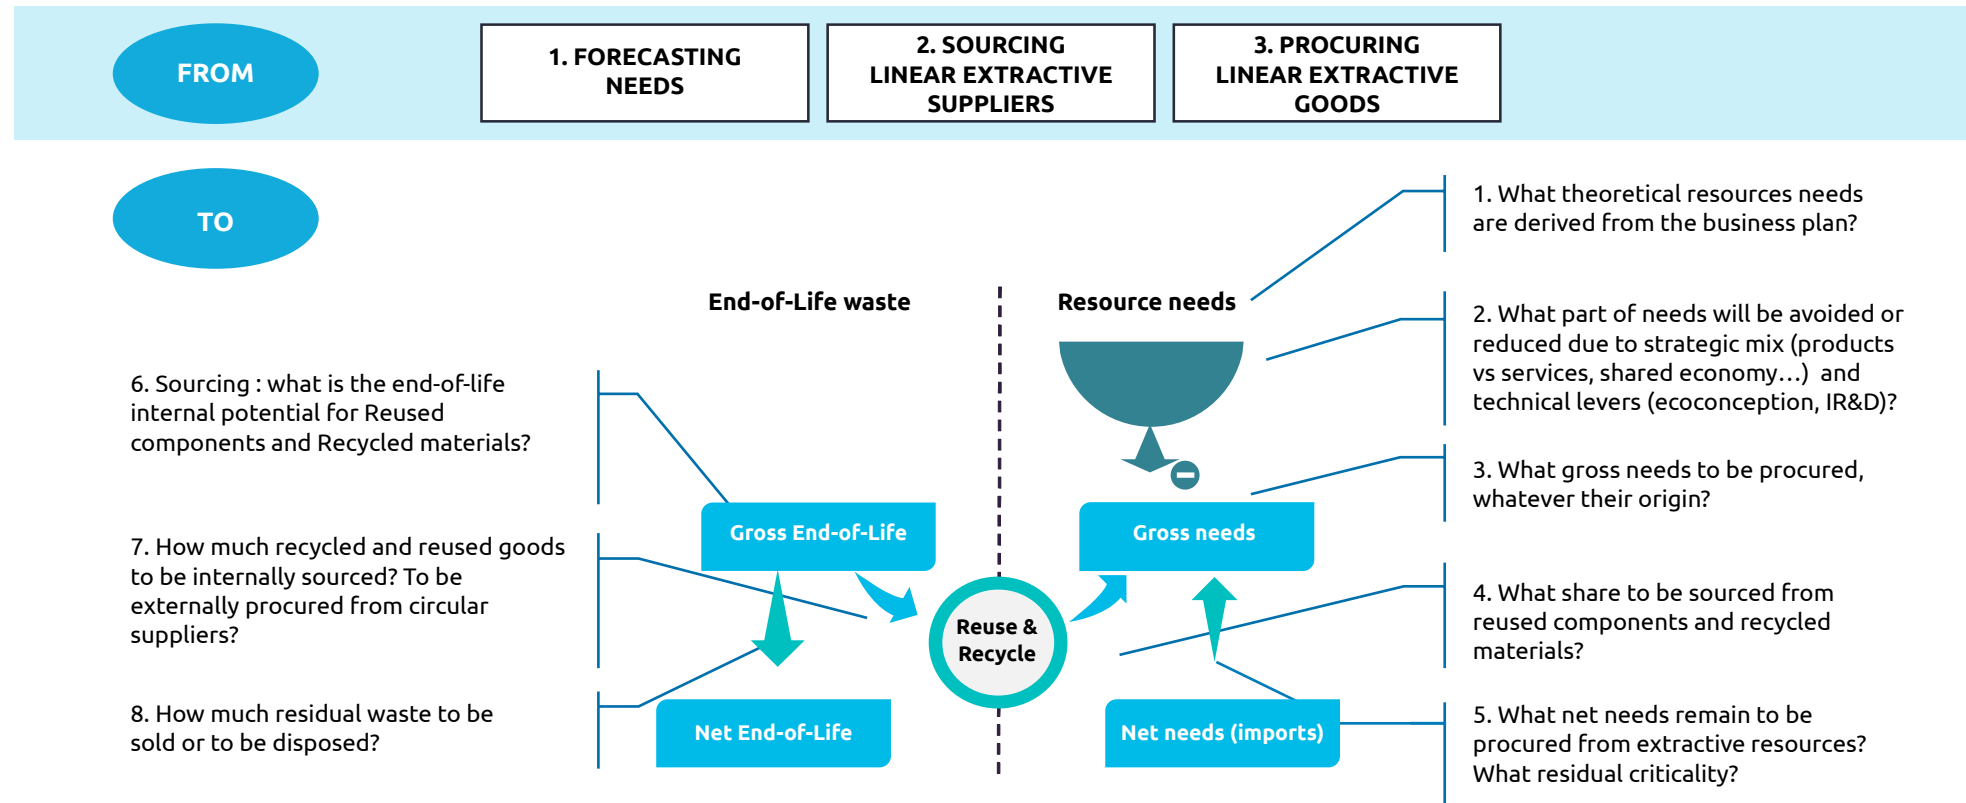 FROM
1. FORECASTING
NEEDS
2. SOURCING
LINEAR EXTRACTIVE
SUPPLIERS
3. PROCURING
LINEAR EXTRACTIVE
GOODS
TO
End-of-Life waste
Resource needs
1. What theoretical resources needs
are derived from the business plan?
2. What part of needs will be avoided or
reduced due to strategic mix (products
vs services, shared economy…) and
technical levers (ecoconception, IR&D)?
3. What gross needs to be procured,
whatever their origin?
4. What share to be sourced from
reused components and recycled
materials?
5. What net needs remain to be
procured from extractive resources?
What residual criticality?
6. Sourcing : what is the end-of-life
internal potential for Reused
components and Recycled materials?
7. How much recycled and reused goods
to be internally sourced? To be
externally procured from circular
suppliers?
8. How much residual waste to be
sold or to be disposed?
Gross End-of-Life
Gross needs
Reuse &
Recycle
Net End-of-Life
Net needs (imports)